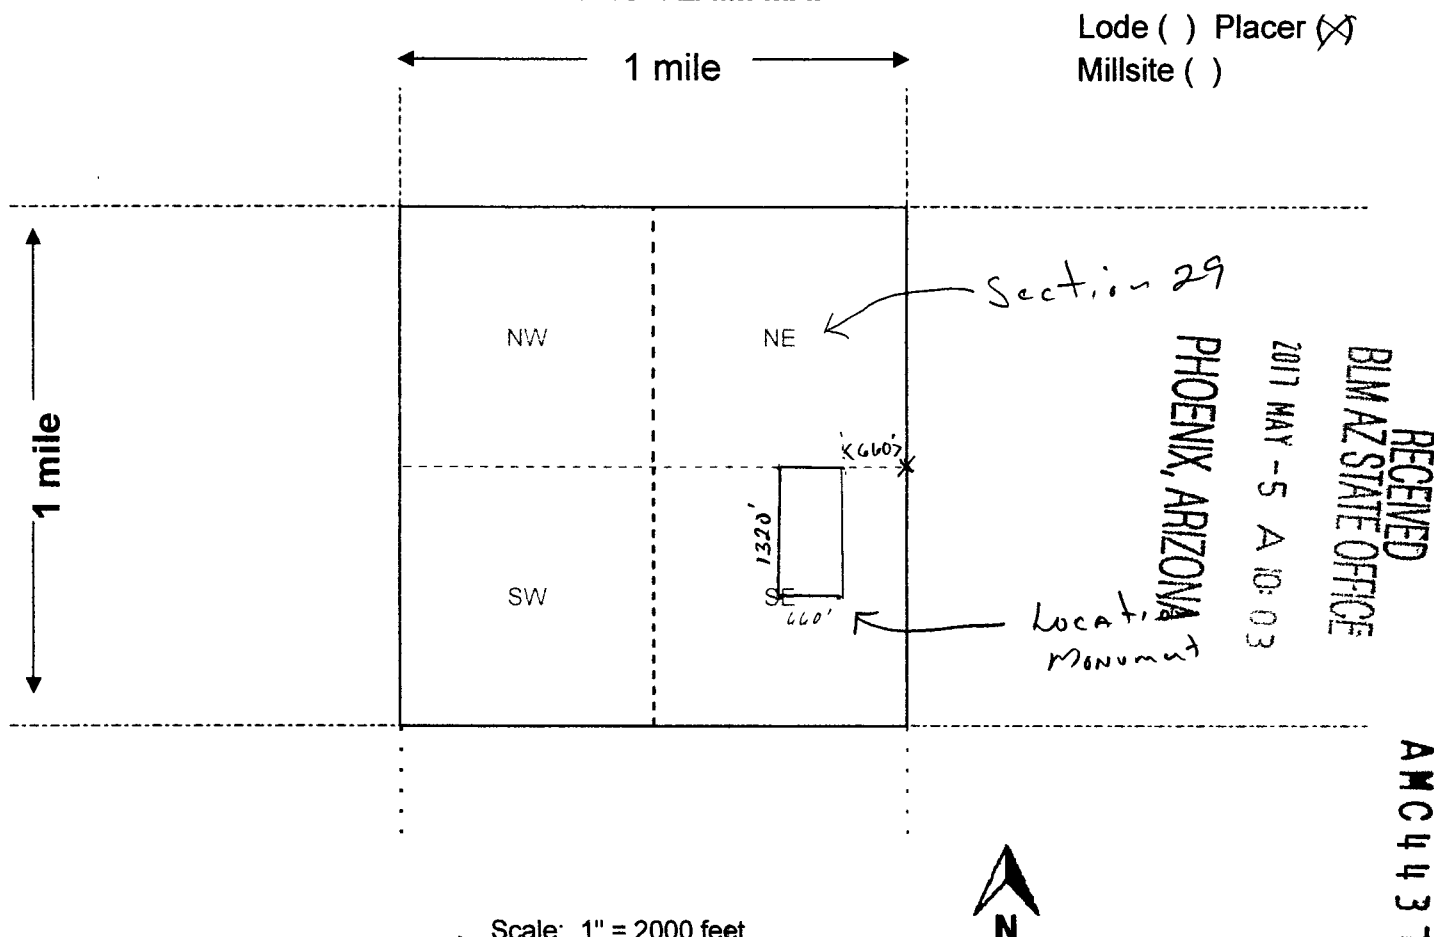 Lode ( ) Placer (X)
Millsite ( )
1 mile
1 mile
Section 29
NW
NE
<660'>
1320'
SW
SE
660'
Location
Monument
RECEIVED
BLM AZ STATE OFFICE
2017 MAY -5 A 10:03
PHOENIX, ARIZONA
AMC443
Scale: 1" = 2000 feet
N